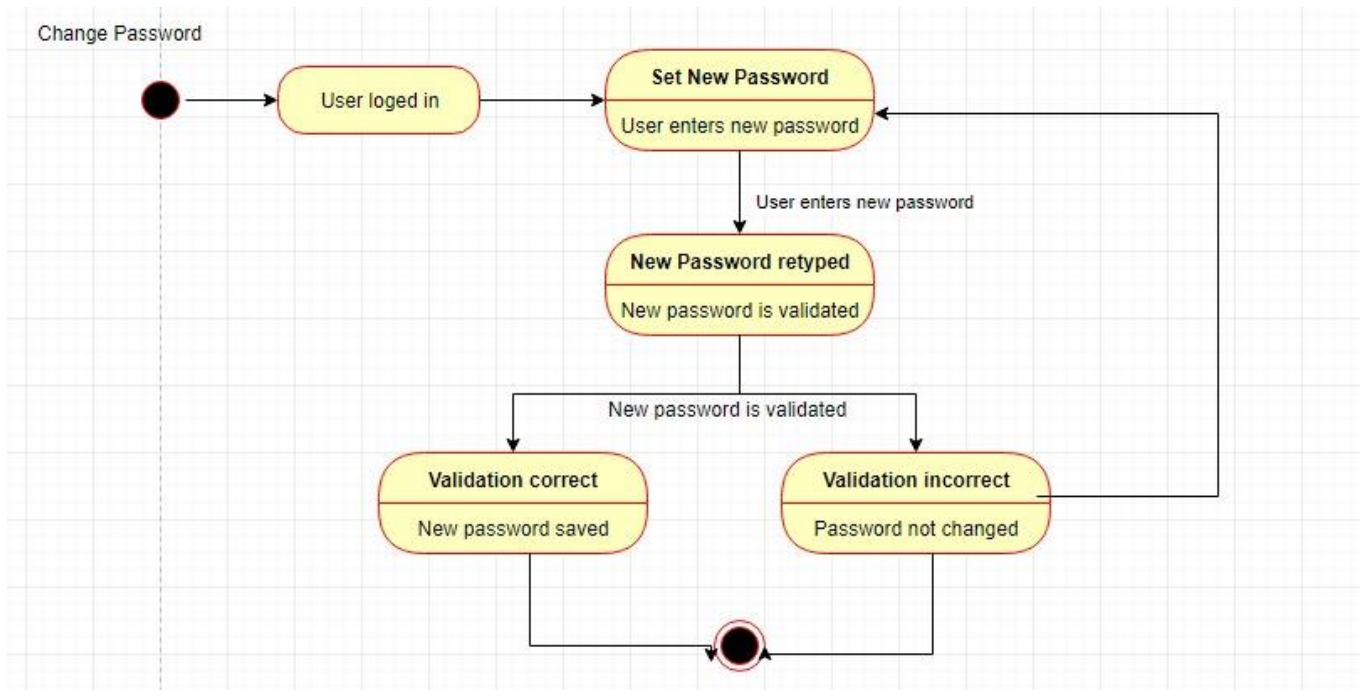 Change Password
User loged in
Set New Password
User enters new password
User enters new password
New Password retyped
New password is validated
New password is validated
Validation correct
New password saved
Validation incorrect
Password not changed